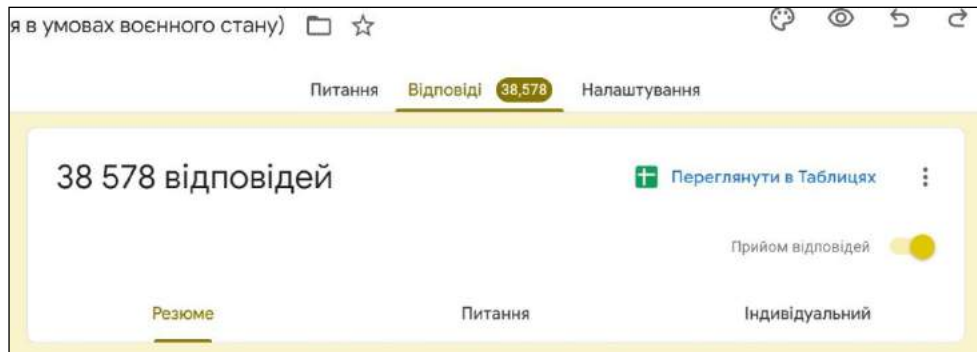 я в умовах воєнного стану)
Питання Відповіді 38,578 Налаштування
38 578 відповідей
Переглянути в Таблицях
Прийом відповідей
Резюме Питання Індивідуальний